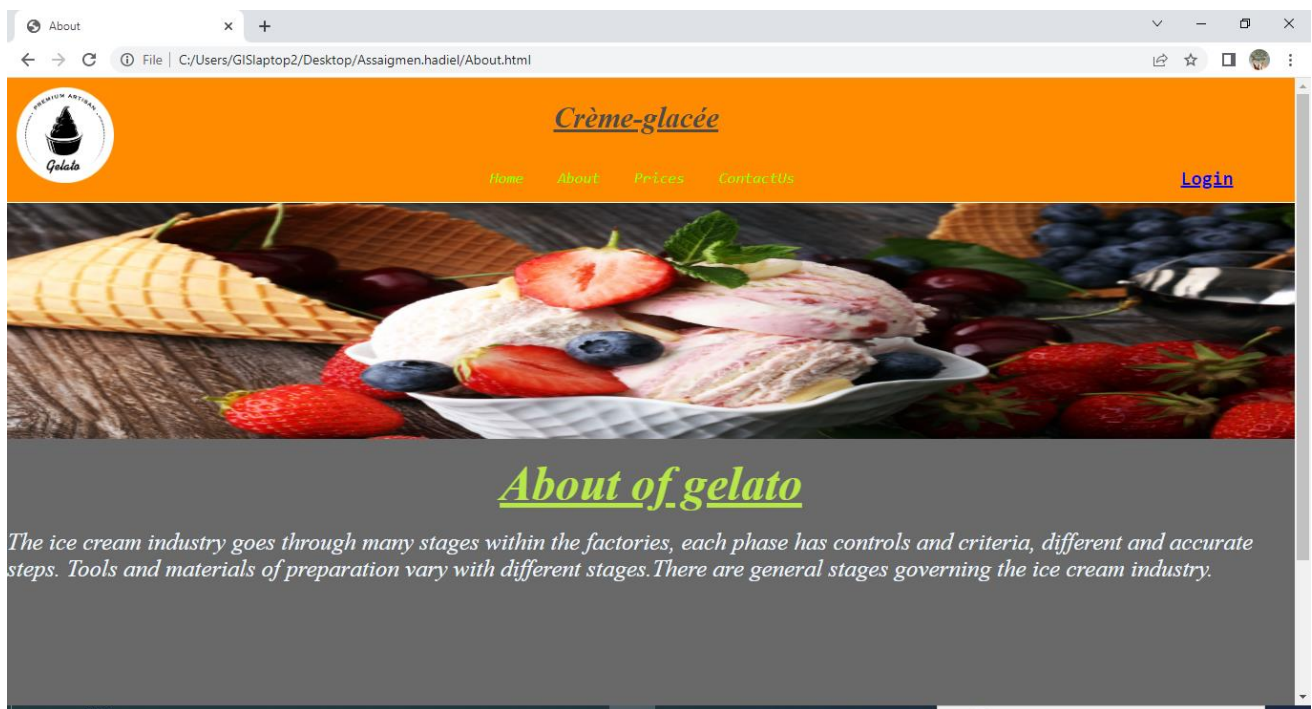 About
File | C:/Users/GISlaptop2/Desktop/Assaigmen.hadiel/About.html
PREMIUM ARTISAN
Gelato
Crème-glacée
Home About Prices ContactUs
Login
About of gelato
The ice cream industry goes through many stages within the factories, each phase has controls and criteria, different and accurate
steps. Tools and materials of preparation vary with different stages.There are general stages governing the ice cream industry.